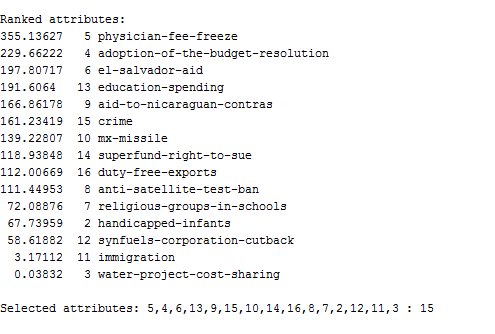 Ranked attributes:
355.13627 5 physician-fee-freeze
229.66222 4 adoption-of-the-budget-resolution
197.80717 6 el-salvador-aid
191.6064 13 education-spending
166.86178 9 aid-to-nicaraguan-contras
161.23419 15 crime
139.22807 10 mx-missile
118.93848 14 superfund-right-to-sue
112.00669 16 duty-free-exports
111.44953 8 anti-satellite-test-ban
72.08876 7 religious-groups-in-schools
67.73959 2 handicapped-infants
58.61882 12 synfuels-corporation-cutback
3.17112 11 immigration
0.03832 3 water-project-cost-sharing
Selected attributes: 5,4,6,13,9,15,10,14,16,8,7,2,12,11,3 : 15